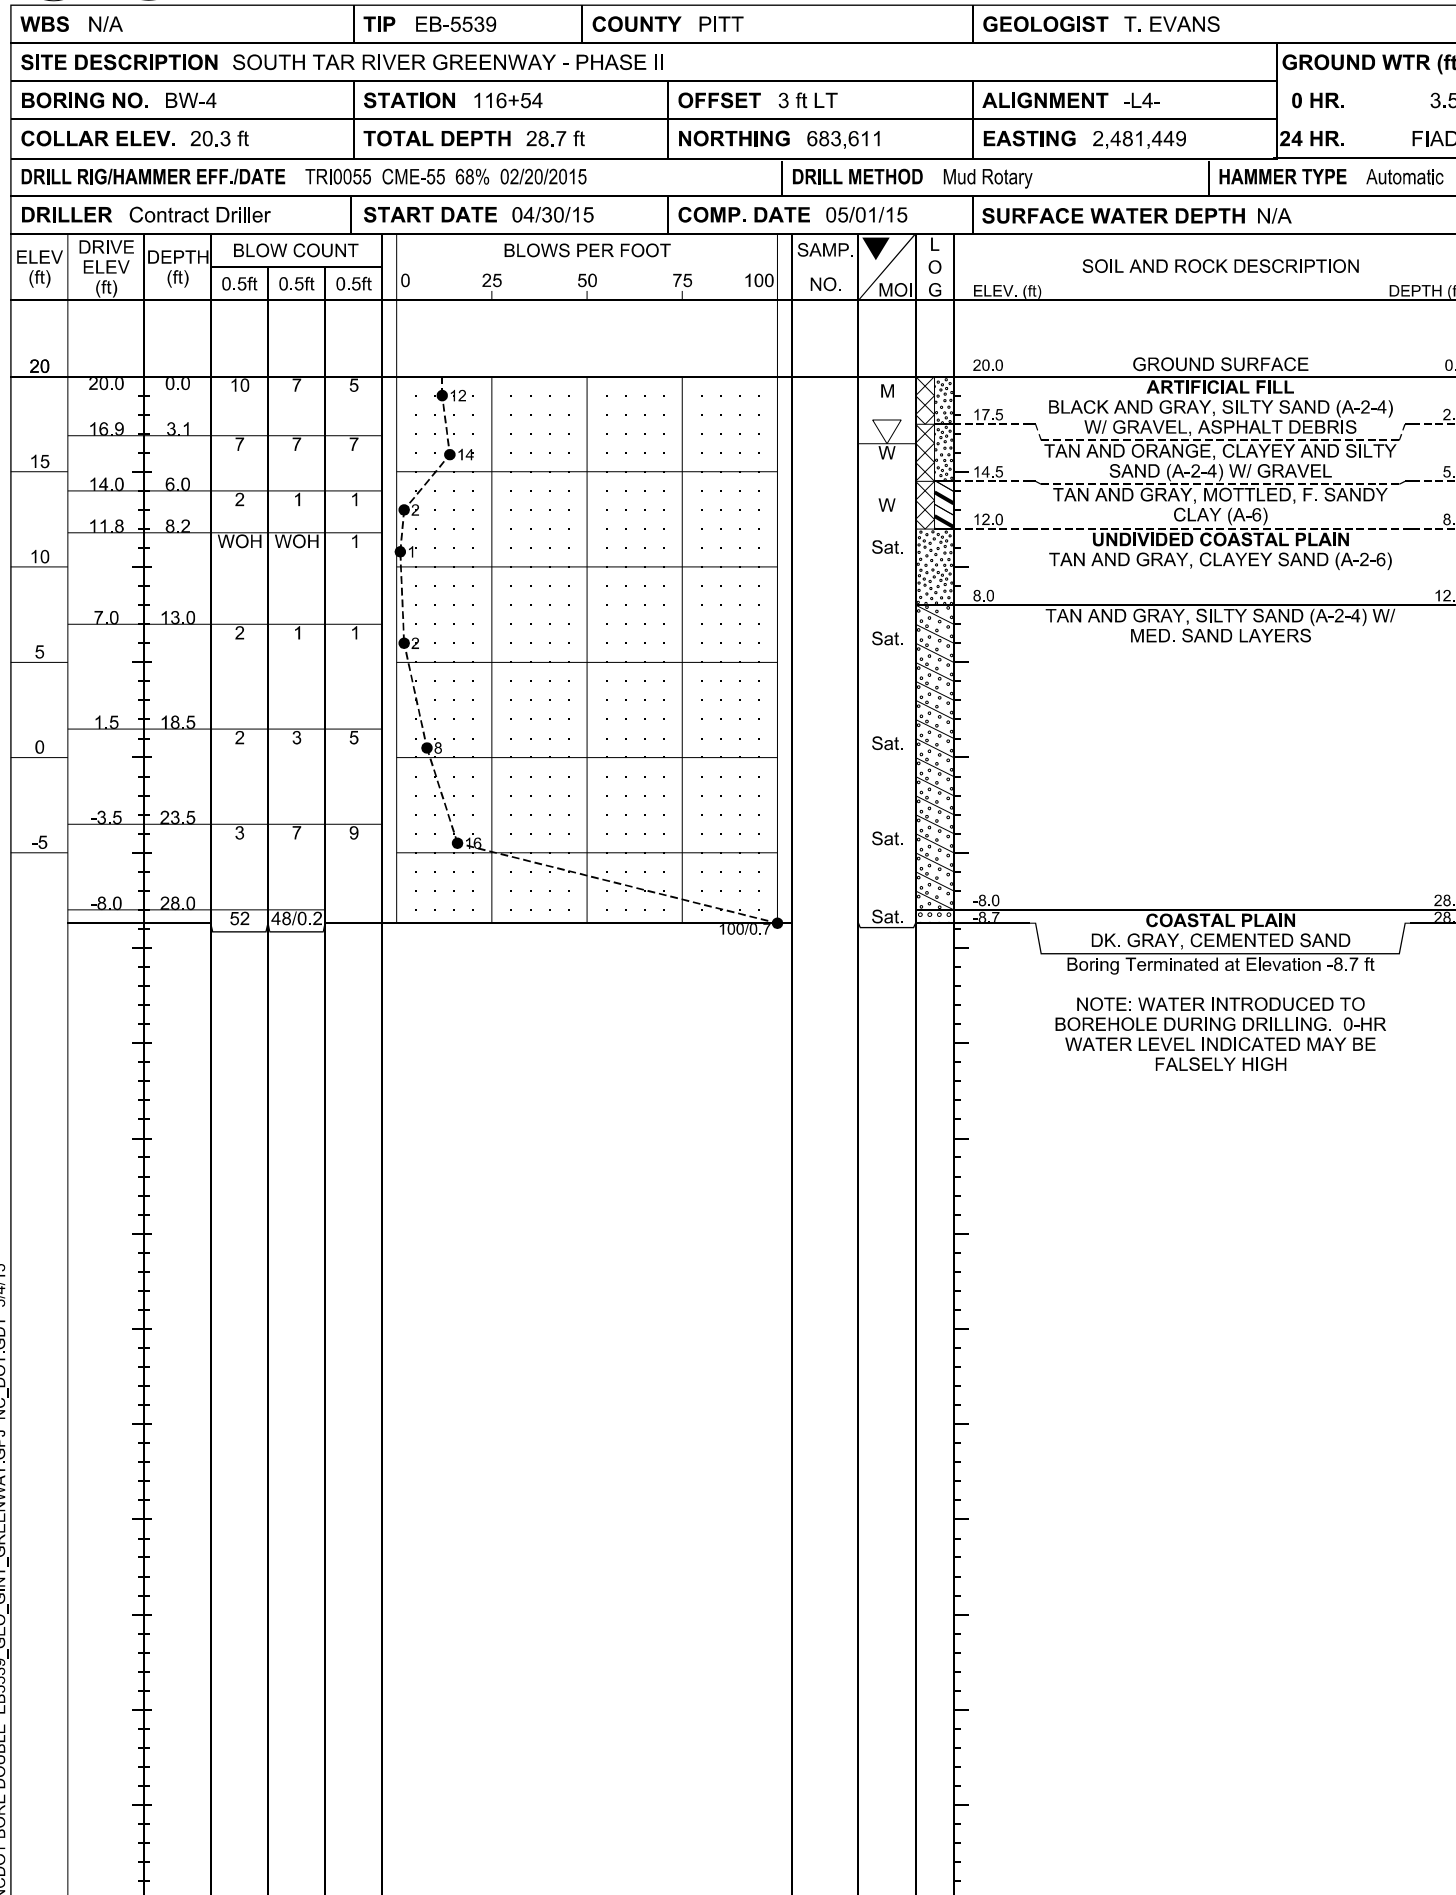 WBS N/A TIP EB-5539 COUNTY PITT GEOLOGIST T. EVANS
SITE DESCRIPTION SOUTH TAR RIVER GREENWAY - PHASE II GROUND WTR (ft
BORING NO. BW-4 STATION 116+54 OFFSET 3 ft LT ALIGNMENT -L4- 0 HR. 3.5
COLLAR ELEV. 20.3 ft TOTAL DEPTH 28.7 ft NORTHING 683,611 EASTING 2,481,449 24 HR. FIAD
DRILL RIG/HAMMER EFF./DATE TRI0055 CME-55 68% 02/20/2015 DRILL METHOD Mud Rotary HAMMER TYPE Automatic
DRILLER Contract Driller START DATE 04/30/15 COMP. DATE 05/01/15 SURFACE WATER DEPTH N/A
ELEV (ft) DRIVE ELEV (ft) DEPTH (ft) BLOW COUNT BLOWS PER FOOT SAMP. NO. MOI LOG SOIL AND ROCK DESCRIPTION
0.5ft 0.5ft 0.5ft 0 25 50 75 100 ELEV. (ft) DEPTH (f
20 20.0 GROUND SURFACE 0.
20.0 0.0 10 7 5 12 M ARTIFICIAL FILL
BLACK AND GRAY, SILTY SAND (A-2-4)
17.5 2.
W/ GRAVEL, ASPHALT DEBRIS
16.9 3.1 7 7 7 14 W TAN AND ORANGE, CLAYEY AND SILTY
15 14.5 SAND (A-2-4) W/ GRAVEL 5.
14.0 6.0 2 1 1 2 W TAN AND GRAY, MOTTLED, F. SANDY
12.0 CLAY (A-6) 8.
11.8 8.2 WOH WOH 1 1 Sat. UNDIVIDED COASTAL PLAIN
10 TAN AND GRAY, CLAYEY SAND (A-2-6)
8.0 12.
7.0 13.0 2 1 1 2 Sat. TAN AND GRAY, SILTY SAND (A-2-4) W/
MED. SAND LAYERS
5
1.5 18.5 2 3 5 8 Sat.
0
-3.5 23.5 3 7 9 16 Sat.
-5
-8.0 28.0 -8.0 28.
52 48/0.2 100/0.7 Sat. -8.7 COASTAL PLAIN 28.
DK. GRAY, CEMENTED SAND
Boring Terminated at Elevation -8.7 ft
NOTE: WATER INTRODUCED TO
BOREHOLE DURING DRILLING. 0-HR
WATER LEVEL INDICATED MAY BE
FALSELY HIGH